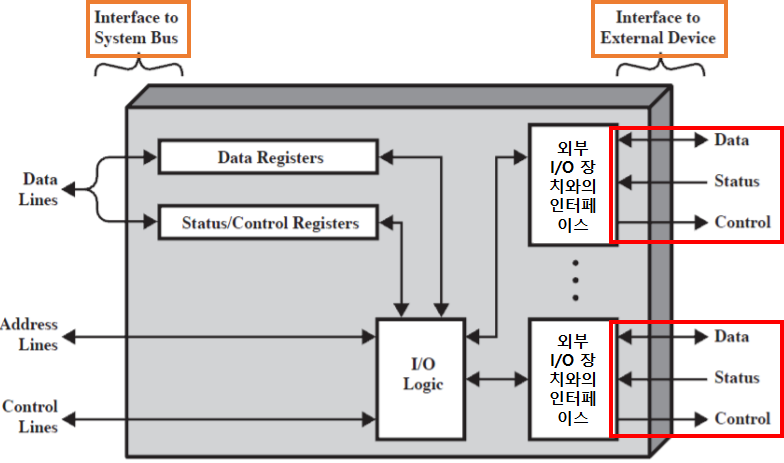 Interface to
System Bus
Interface to
External Device
Data
Lines
Data Registers
Status/Control Registers
외부
I/O 장
치와의
인터페
이스
Data
Status
Control
Address
Lines
Control
Lines
I/O
Logic
외부
I/O 장
치와의
인터페
이스
Data
Status
Control